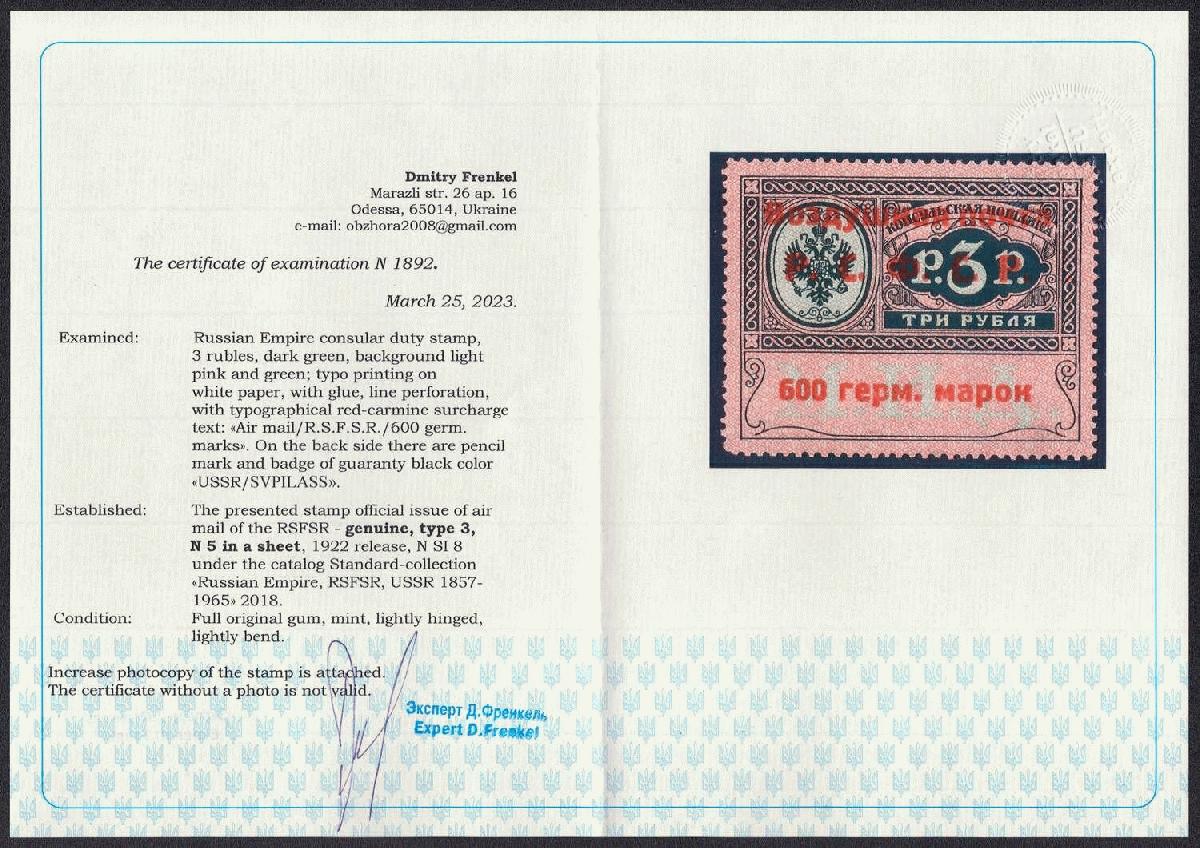 Dmitry Frenkel
Marazli str. 26 ap. 16
Odessa, 65014, Ukraine
e-mail: obzhora2008@gmail.com
The certificate of examination N 1892.
March 25, 2023.
Examined: Russian Empire consular duty stamp,
3 rubles, dark green, background light
pink and green; typo printing on
white paper, with glue, line perforation,
with typographical red-carmine surcharge
text: «Air mail/R.S.F.S.R./600 germ.
marks». On the back side there are pencil
mark and badge of guaranty black color
«USSR/SVPILASS».
Established: The presented stamp official issue of air
mail of the RSFSR - genuine, type 3,
N 5 in a sheet, 1922 release, N SI 8
under the catalog Standard-collection
«Russian Empire, RSFSR, USSR 1857-
1965» 2018.
Condition: Full original gum, mint, lightly hinged,
lightly bend.
Increase photocopy of the stamp is attached.
The certificate without a photo is not valid.
Эксперт Д.Френкель
Expert D.Frenkel
КОНСУЛЬСКАЯ ПОШЛИНА
Р. 3 Р.
ТРИ РУБЛЯ
600 герм. марок